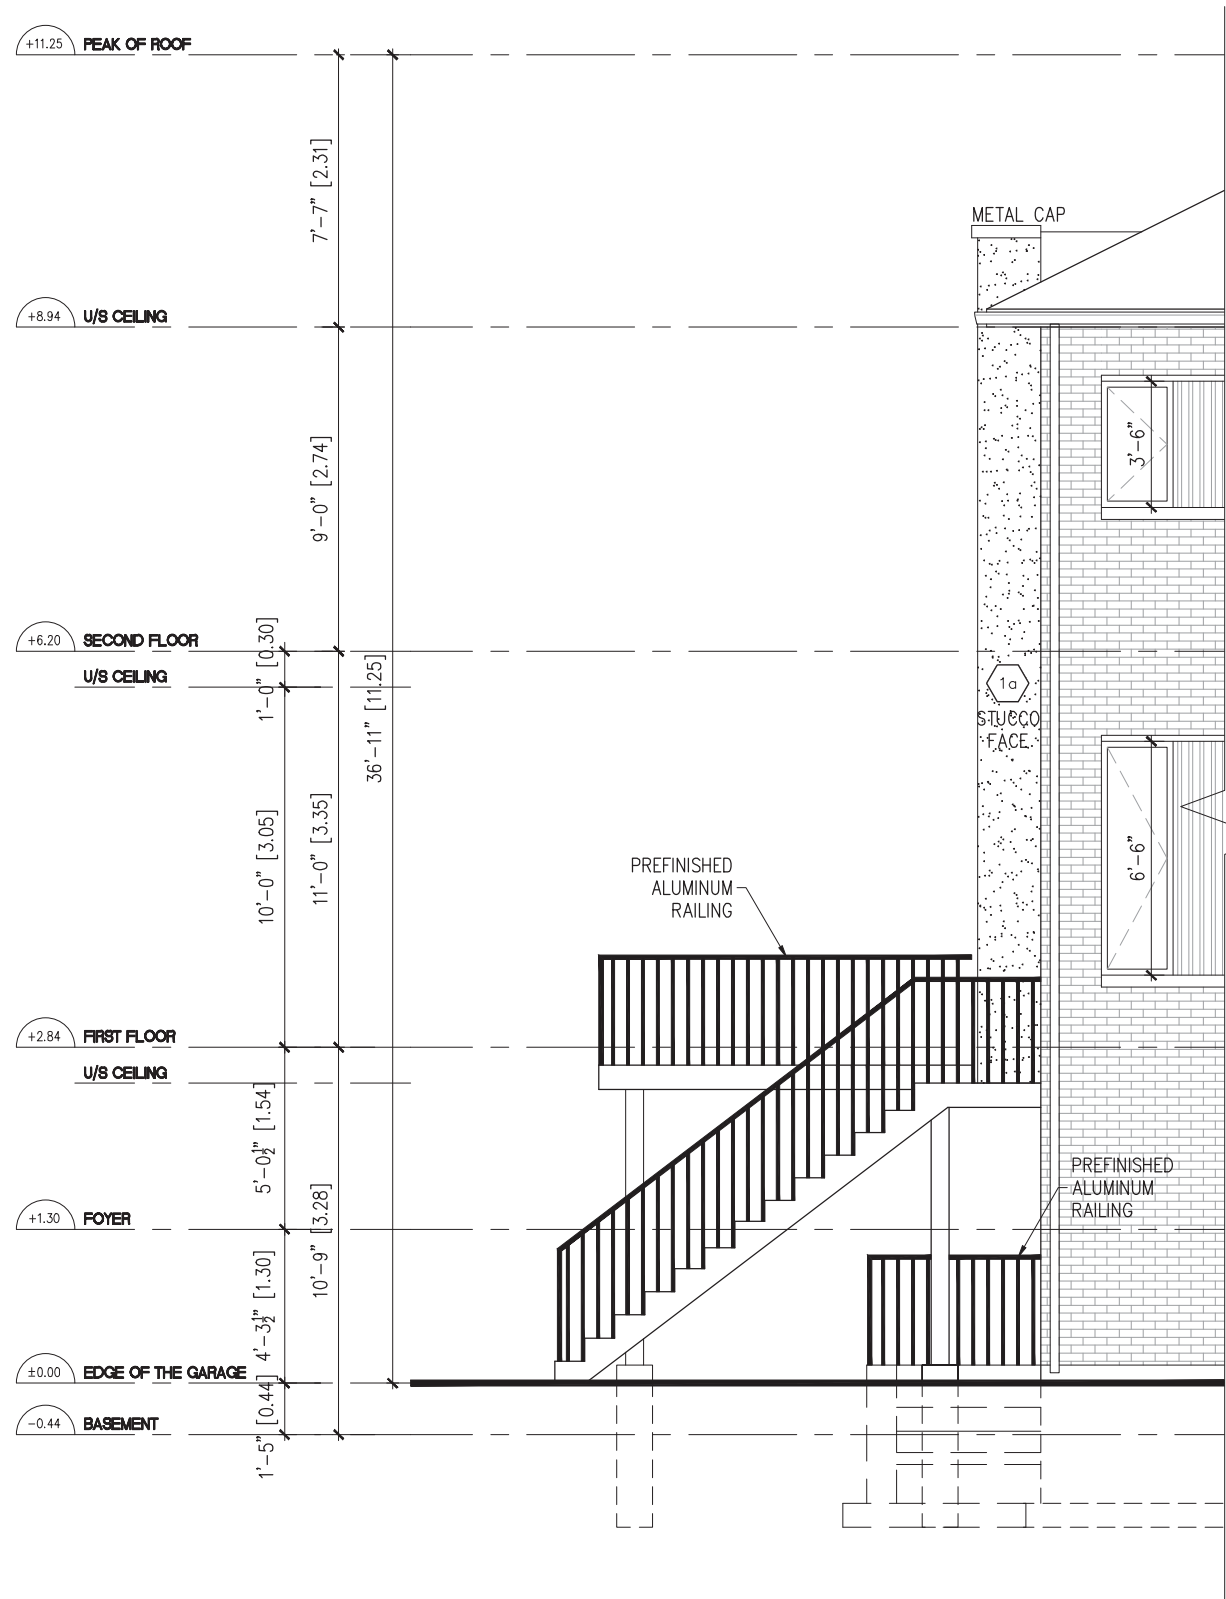 +11.25 PEAK OF ROOF
7'-7" [2.31]
METAL CAP
+8.94 U/S CEILING
9'-0" [2.74]
3'-6"
+6.20 SECOND FLOOR
1'-0" [0.30]
U/S CEILING
36'-11" [11.25]
1a
STUCCO
FACE
10'-0" [3.05]
11'-0" [3.35]
6'-6"
PREFINISHED
ALUMINUM
RAILING
+2.84 FIRST FLOOR
U/S CEILING
5'-0½" [1.54]
PREFINISHED
ALUMINUM
RAILING
+1.30 FOYER
10'-9" [3.28]
4'-3½" [1.30]
±0.00 EDGE OF THE GARAGE
-0.44 BASEMENT
1'-5" [0.44]